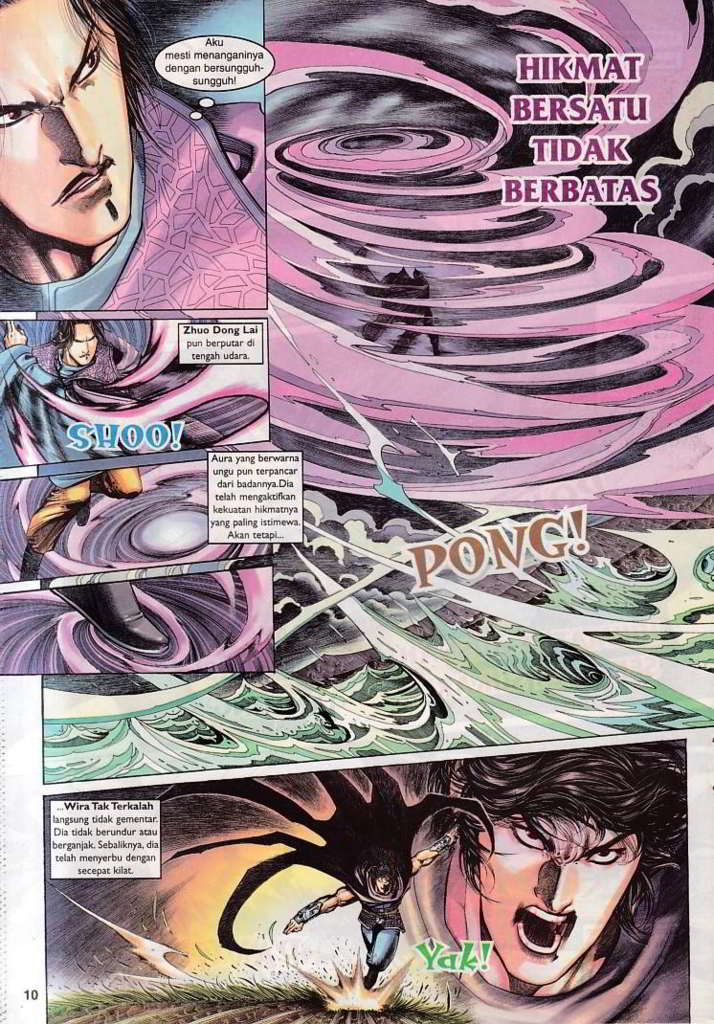 Aku
mesti menanganinya
dengan bersungguh-
sungguh!
HIKMAT
BERSATU
TIDAK
BERBATAS
Zhuo Dong Lai
pun berputar di
tengah udara.
SHOO!
Aura yang berwarna
ungu pun terpancar
dari badannya.Dia
telah mengaktifkan
kekuatan hikmatnya
yang paling istimewa.
Akan tetapi...
PONG!
...Wira Tak Terkalah
langsung tidak gementar.
Dia tidak berundur atau
berganjak. Sebaliknya, dia
telah menyerbu dengan
secepat kilat.
Yak!
10